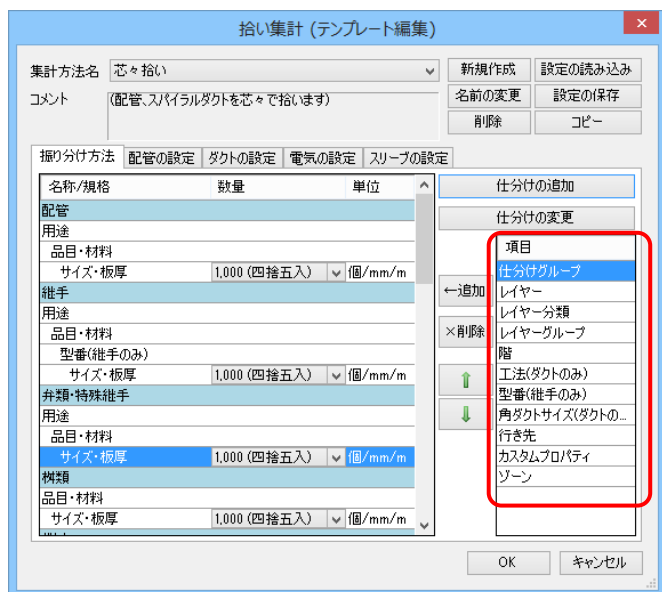 拾い集計 (テンプレート編集)
集計方法名 芯々拾い 新規作成 設定の読み込み
コメント (配管、スパイラルダクトを芯々で拾います) 名前の変更 設定の保存
削除 コピー
振り分け方法 配管の設定 ダクトの設定 電気の設定 スリーブの設定
名称/規格 数量 単位 仕分けの追加
配管 仕分けの変更
用途
品目・材料
サイズ・板厚 1,000 (四捨五入) 個/mm/m
継手
用途
品目・材料
型番(継手のみ)
サイズ・板厚 1,000 (四捨五入) 個/mm/m
弁類・特殊継手
用途
品目・材料
サイズ・板厚 1,000 (四捨五入) 個/mm/m
桝類
品目・材料
サイズ・板厚 1,000 (四捨五入) 個/mm/m
←追加
×削除
項目
仕分けグループ
レイヤー
レイヤー分類
レイヤーグループ
階
工法(ダクトのみ)
型番(継手のみ)
角ダクトサイズ(ダクトの...
行き先
カスタムプロパティ
ゾーン
OK キャンセル